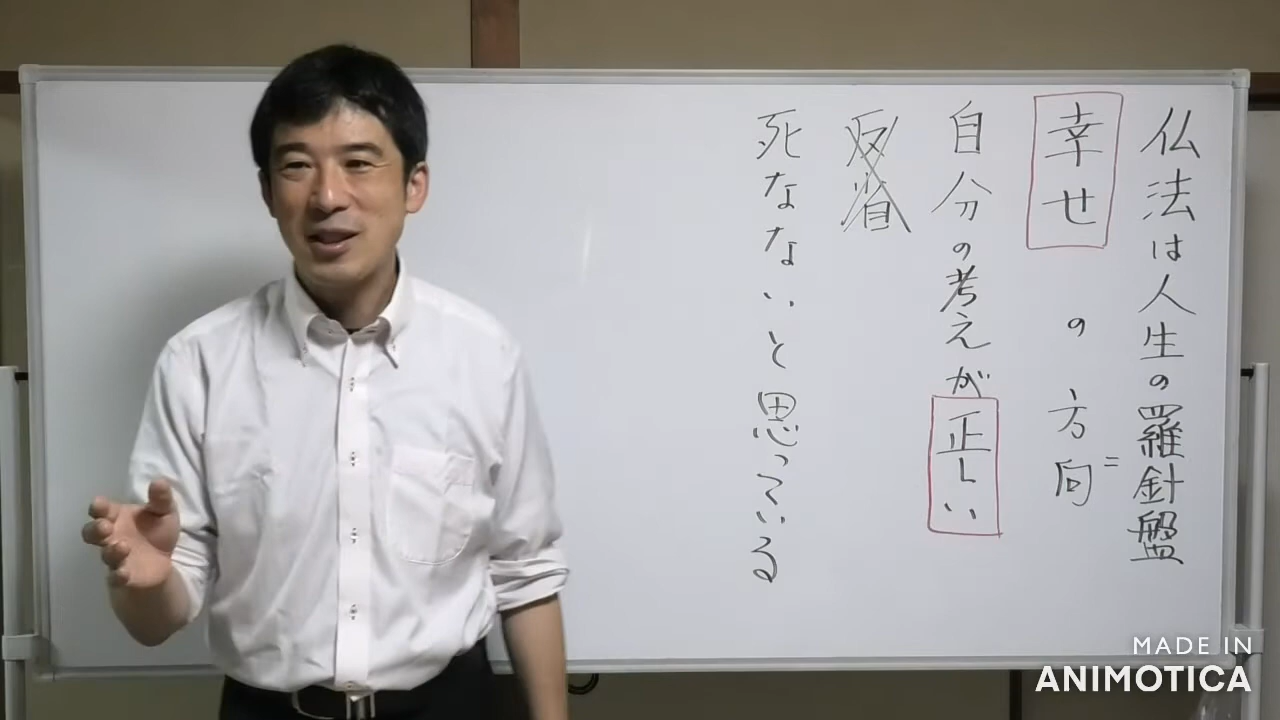 仏法は人生の羅針盤
=
幸せの方向
自分の考えが正しい
反省
死なないと思っている
MADE IN
ANIMOTICA